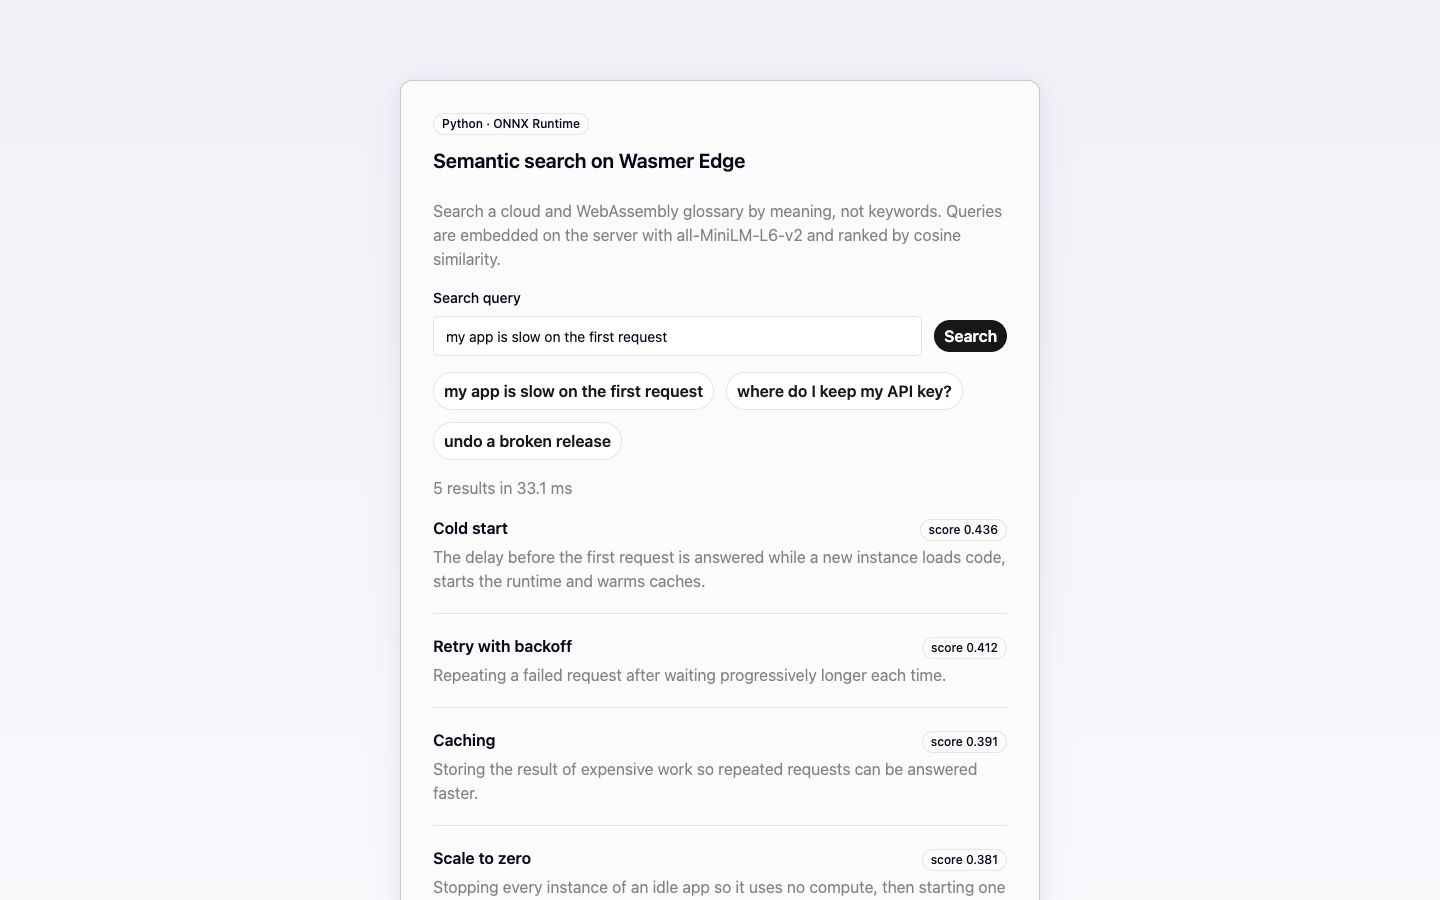 Python · ONNX Runtime
Semantic search on Wasmer Edge
Search a cloud and WebAssembly glossary by meaning, not keywords. Queries
are embedded on the server with all-MiniLM-L6-v2 and ranked by cosine
similarity.
Search query
my app is slow on the first request
Search
my app is slow on the first request
where do I keep my API key?
undo a broken release
5 results in 33.1 ms
Cold start
score 0.436
The delay before the first request is answered while a new instance loads code,
starts the runtime and warms caches.
Retry with backoff
score 0.412
Repeating a failed request after waiting progressively longer each time.
Caching
score 0.391
Storing the result of expensive work so repeated requests can be answered
faster.
Scale to zero
score 0.381
Stopping every instance of an idle app so it uses no compute, then starting one